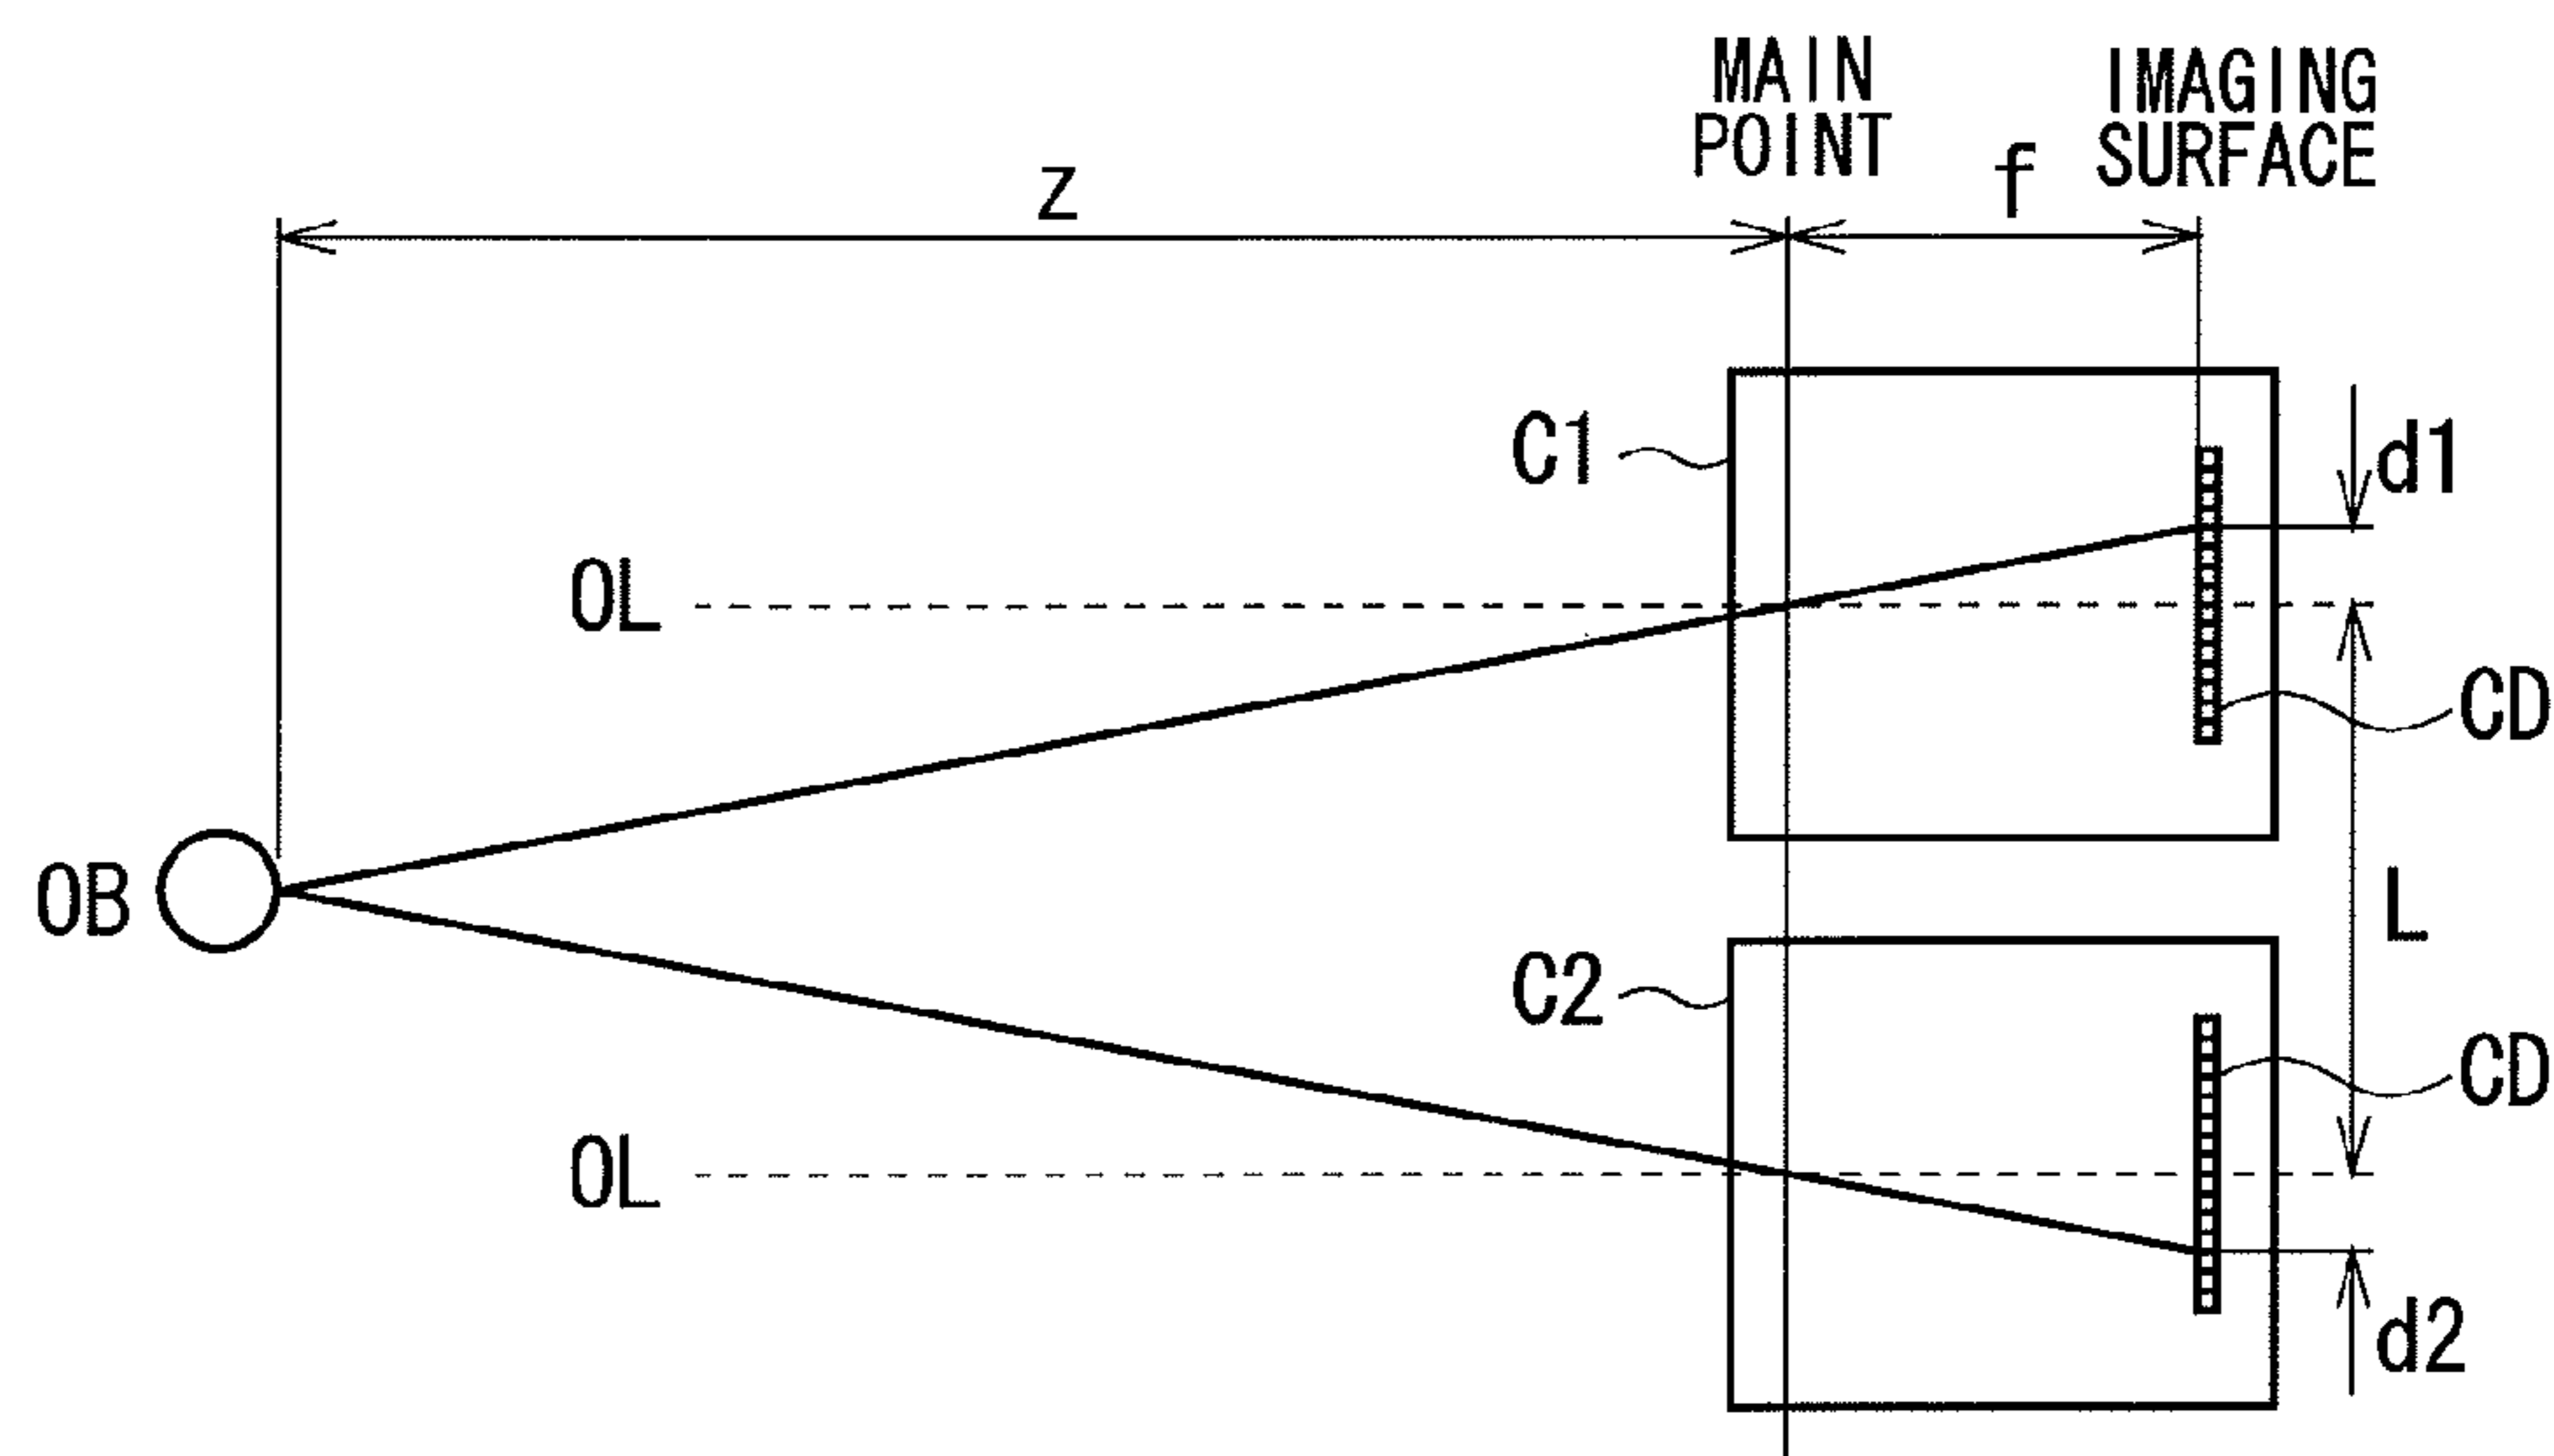 MAIN
POINT
IMAGING
SURFACE
Z
f
C1
d1
OL
CD
OB
L
C2
CD
OL
d2